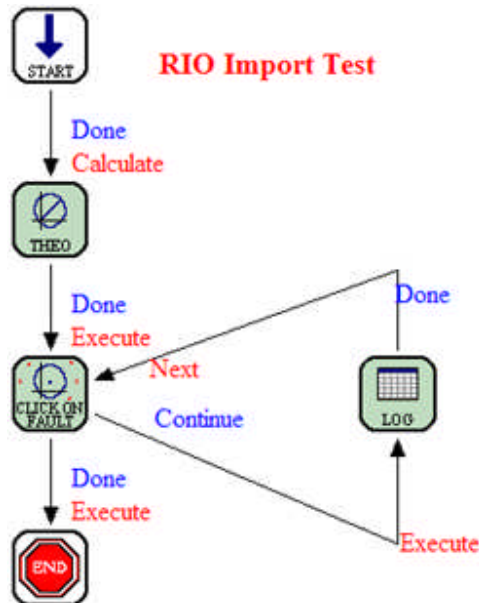 START
RIO Import Test
Done
Calculate
THEO
Done
Execute
Done
Next
CLICK ON
FAULT
Continue
LOG
Done
Execute
Execute
END